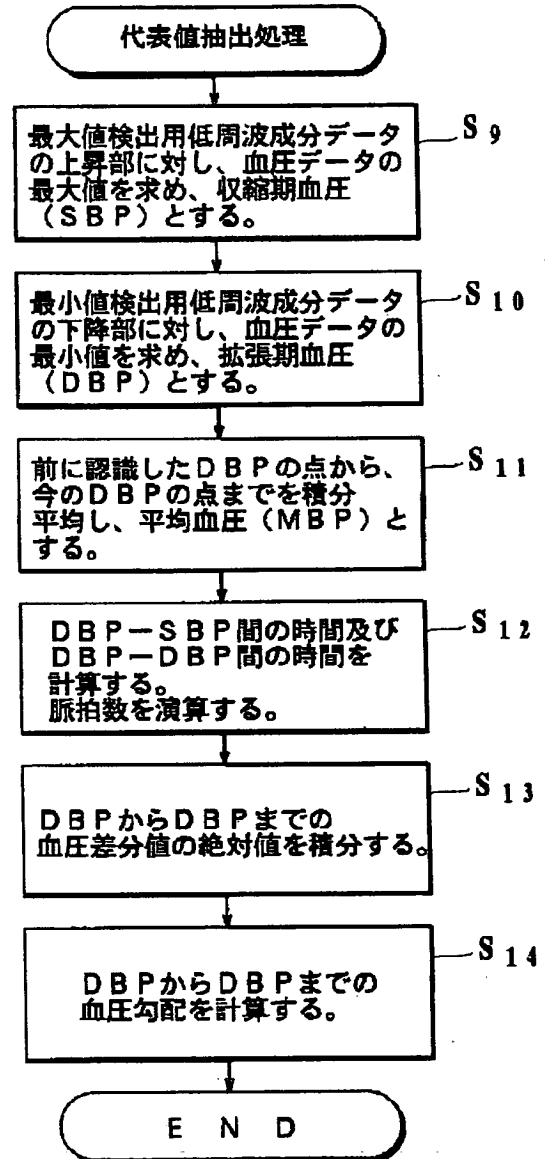 代表値抽出処理
最大値検出用低周波成分データ
の上昇部に対し、血圧データの
最大値を求め、収縮期血圧
(SBP)とする。
S9
最小値検出用低周波成分データ
の下降部に対し、血圧データの
最小値を求め、拡張期血圧
(DBP)とする。
S10
前に認識したDBPの点から、
今のDBPの点までを積分
平均し、平均血圧(MBP)と
する。
S11
DBP-SBP間の時間及び
DBP-DBP間の時間を
計算する。
脈拍数を演算する。
S12
DBPからDBPまでの
血圧差分値の絶対値を積分する。
S13
DBPからDBPまでの
血圧勾配を計算する。
S14
END